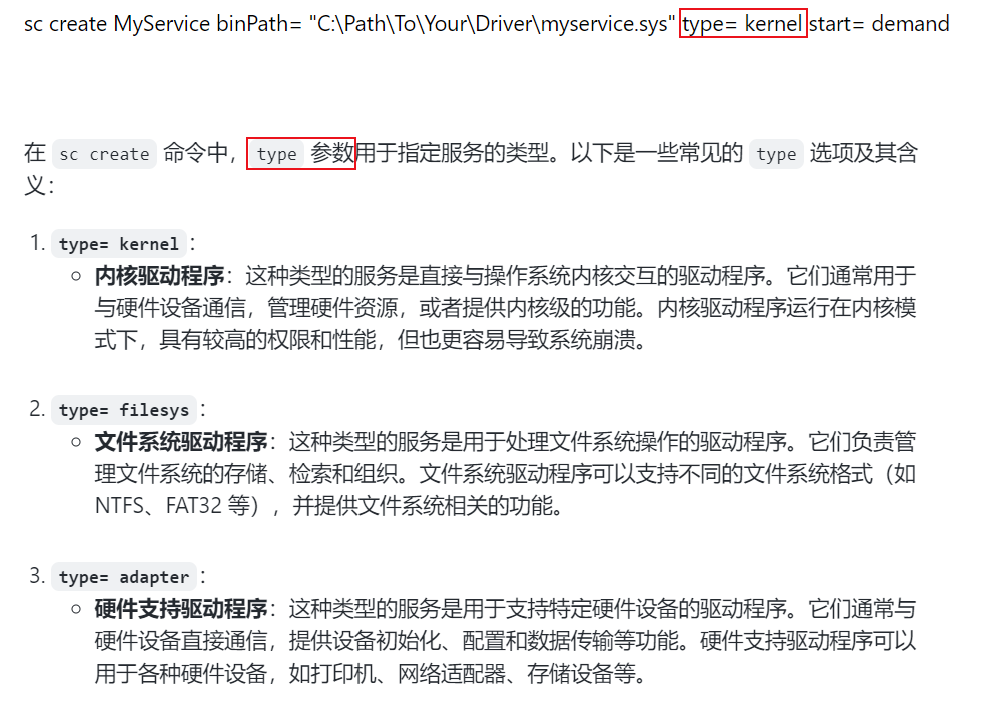 sc create MyService binPath= "C:\Path\To\Your\Driver\myservice.sys" type= kernel start= demand
在 sc create 命令中，type 参数用于指定服务的类型。以下是一些常见的 type 选项及其含
义：
1. type= kernel：
○ 内核驱动程序：这种类型的服务是直接与操作系统内核交互的驱动程序。它们通常用于
与硬件设备通信，管理硬件资源，或者提供内核级的功能。内核驱动程序运行在内核模
式下，具有较高的权限和性能，但也更容易导致系统崩溃。
2. type= filesys：
○ 文件系统驱动程序：这种类型的服务是用于处理文件系统操作的驱动程序。它们负责管
理文件系统的存储、检索和组织。文件系统驱动程序可以支持不同的文件系统格式（如
NTFS、FAT32 等），并提供文件系统相关的功能。
3. type= adapter：
○ 硬件支持驱动程序：这种类型的服务是用于支持特定硬件设备的驱动程序。它们通常与
硬件设备直接通信，提供设备初始化、配置和数据传输等功能。硬件支持驱动程序可以
用于各种硬件设备，如打印机、网络适配器、存储设备等。